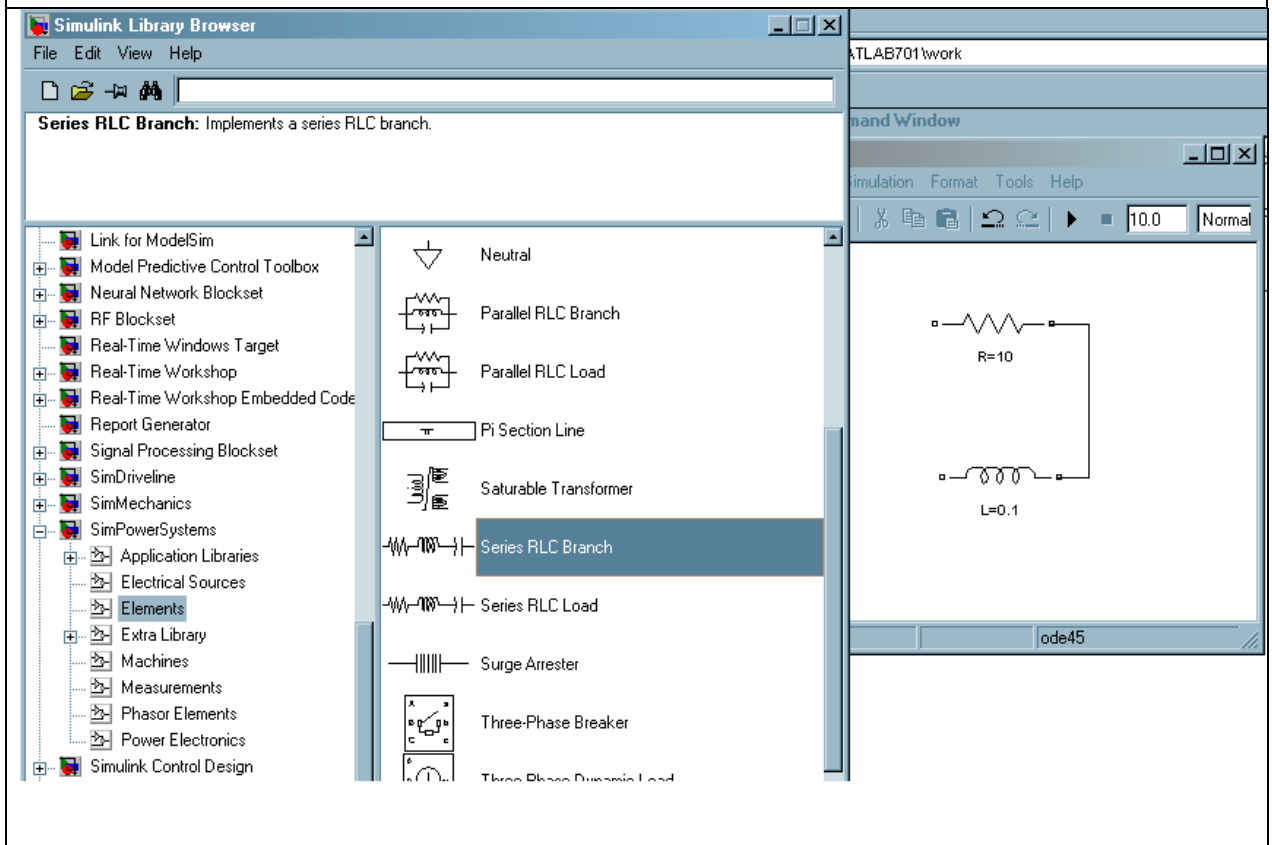 Simulink Library Browser
File Edit View Help
Series RLC Branch: Implements a series RLC branch.
Link for ModelSim
Model Predictive Control Toolbox
Neural Network Blockset
RF Blockset
Real-Time Windows Target
Real-Time Workshop
Real-Time Workshop Embedded Code
Report Generator
Signal Processing Blockset
SimDriveline
SimMechanics
SimPowerSystems
Application Libraries
Electrical Sources
Elements
Extra Library
Machines
Measurements
Phasor Elements
Power Electronics
Simulink Control Design
Neutral
Parallel RLC Branch
Parallel RLC Load
Pi Section Line
Saturable Transformer
Series RLC Branch
Series RLC Load
Surge Arrester
Three-Phase Breaker
Three-Phase Dynamic Load
ATLAB701\work
mand Window
Simulation Format Tools Help
10.0 Normal
R=10
L=0.1
ode45